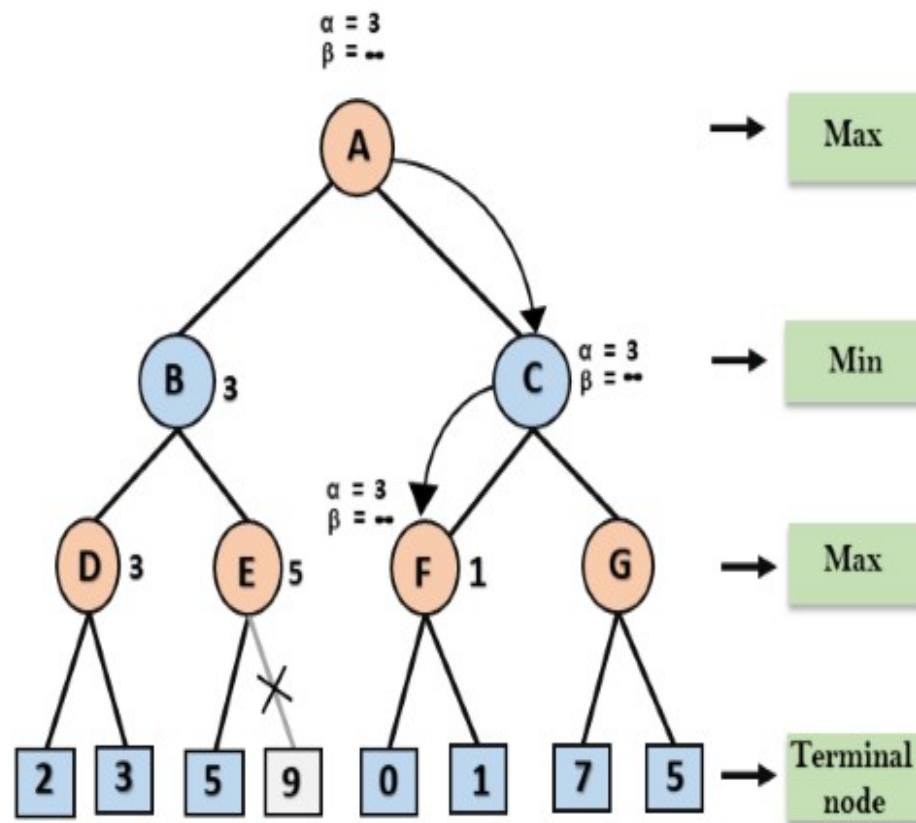 α = 3
β = ∞
A
Max
B
3
C
α = 3
β = ∞
Min
α = 3
β = ∞
D
3
E
5
F
1
G
Max
2
3
5
9
0
1
7
5
Terminal
node